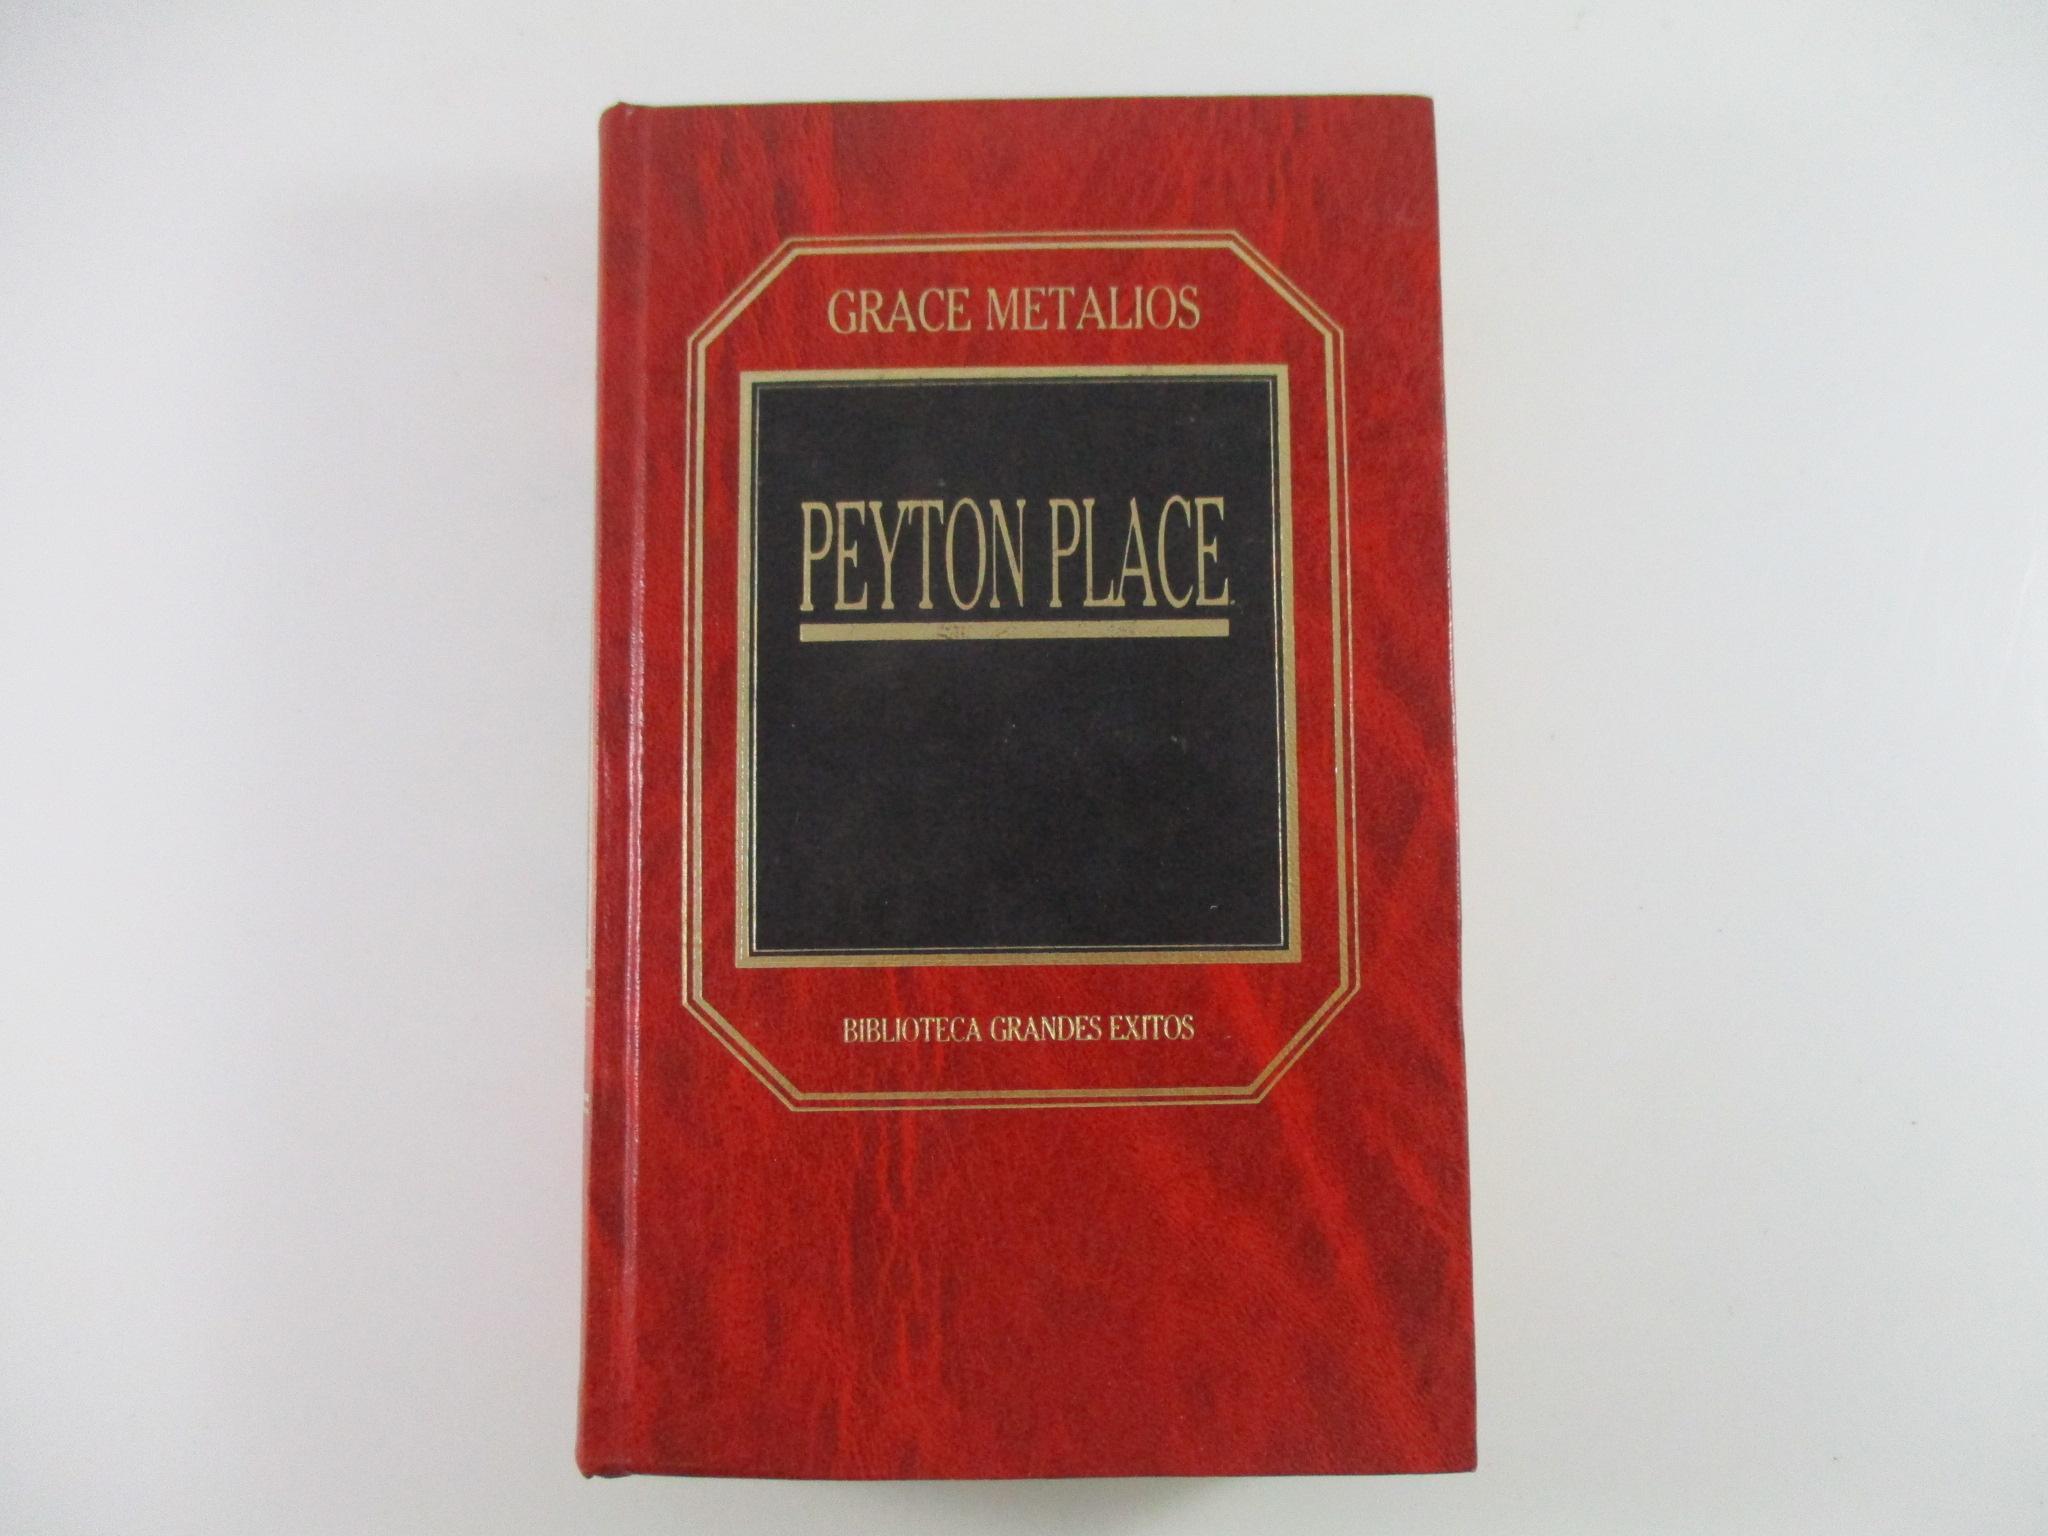 GRACE METALIOS
PEYTON PLACE
BIBLIOTECA GRANDES EXITOS